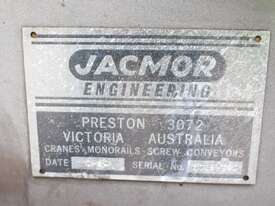 JACMOR
ENGINEERING
PRESTON 3072
VICTORIA AUSTRALIA
CRANES-MONORAILS-SCREW CONVEYORS
DATE
SERIAL No.